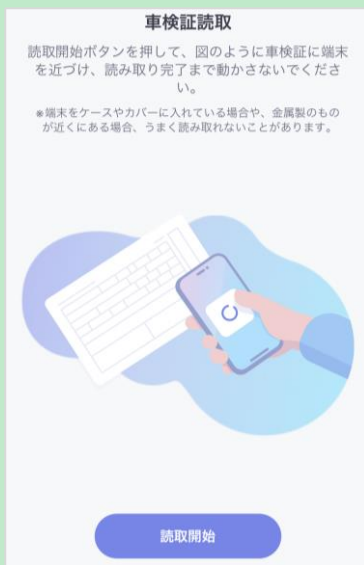 車検証読取
読取開始ボタンを押して、図のように車検証に端末
を近づけ、読み取り完了まで動かさないでくださ
い。
※端末をケースやカバーに入れている場合や、金属製のもの
が近くにある場合、うまく読み取れないことがあります。
読取開始